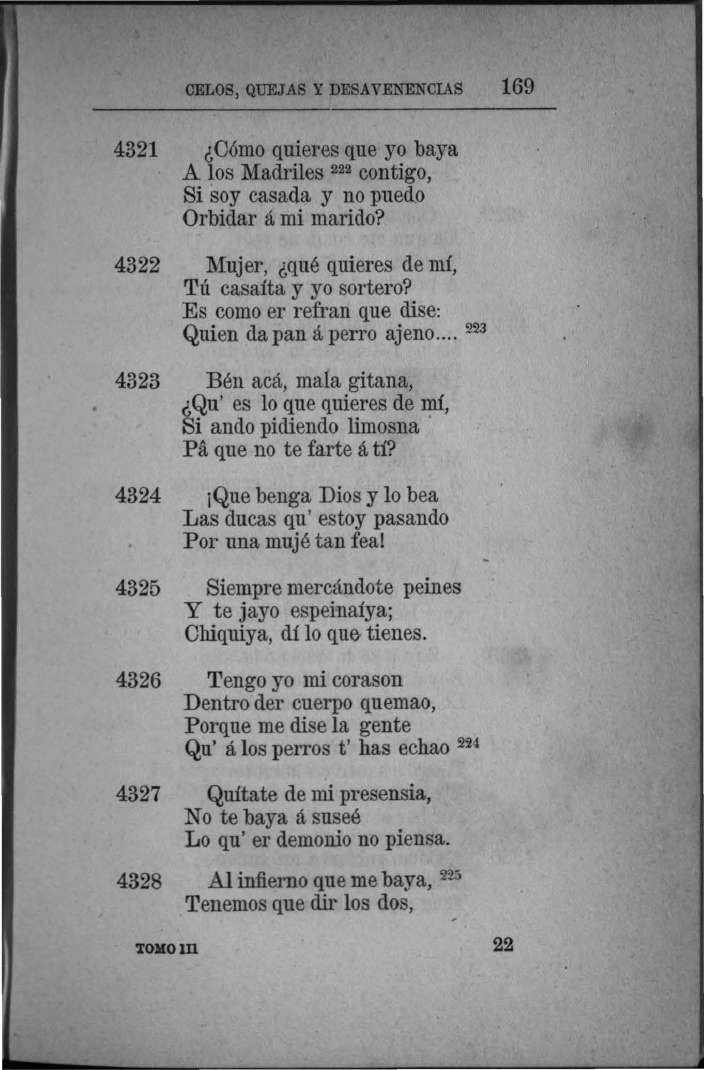 CELOS, QUEJAS Y DESAVENENCIAS 169
4321 ¿Cómo quieres que yo baya
A los Madriles 222 contigo,
Si soy casada y no puedo
Orbidar á mi marido?
4322 Mujer, ¿qué quieres de mí,
Tú casaíta y yo sortero?
Es como er refran que dise:
Quien da pan á perro ajeno.... 223
4323 Bén acá, mala gitana,
¿Qu' es lo que quieres de mí,
Si ando pidiendo limosna
Pâ que no te farte á tí?
4324 ¡Que benga Dios y lo bea
Las ducas qu' estoy pasando
Por una mujé tan fea!
4325 Siempre mercándote peines
Y te jayo espeinaíya;
Chiquiya, dí lo que tienes.
4326 Tengo yo mi corason
Dentro der cuerpo quemao,
Porque me dise la gente
Qu' á los perros t' has echao 224
4327 Quítate de mi presensia,
No te baya á suseé
Lo qu' er demonio no piensa.
4328 Al infierno que me baya, 225
Tenemos que dir los dos,
TOMO III 22